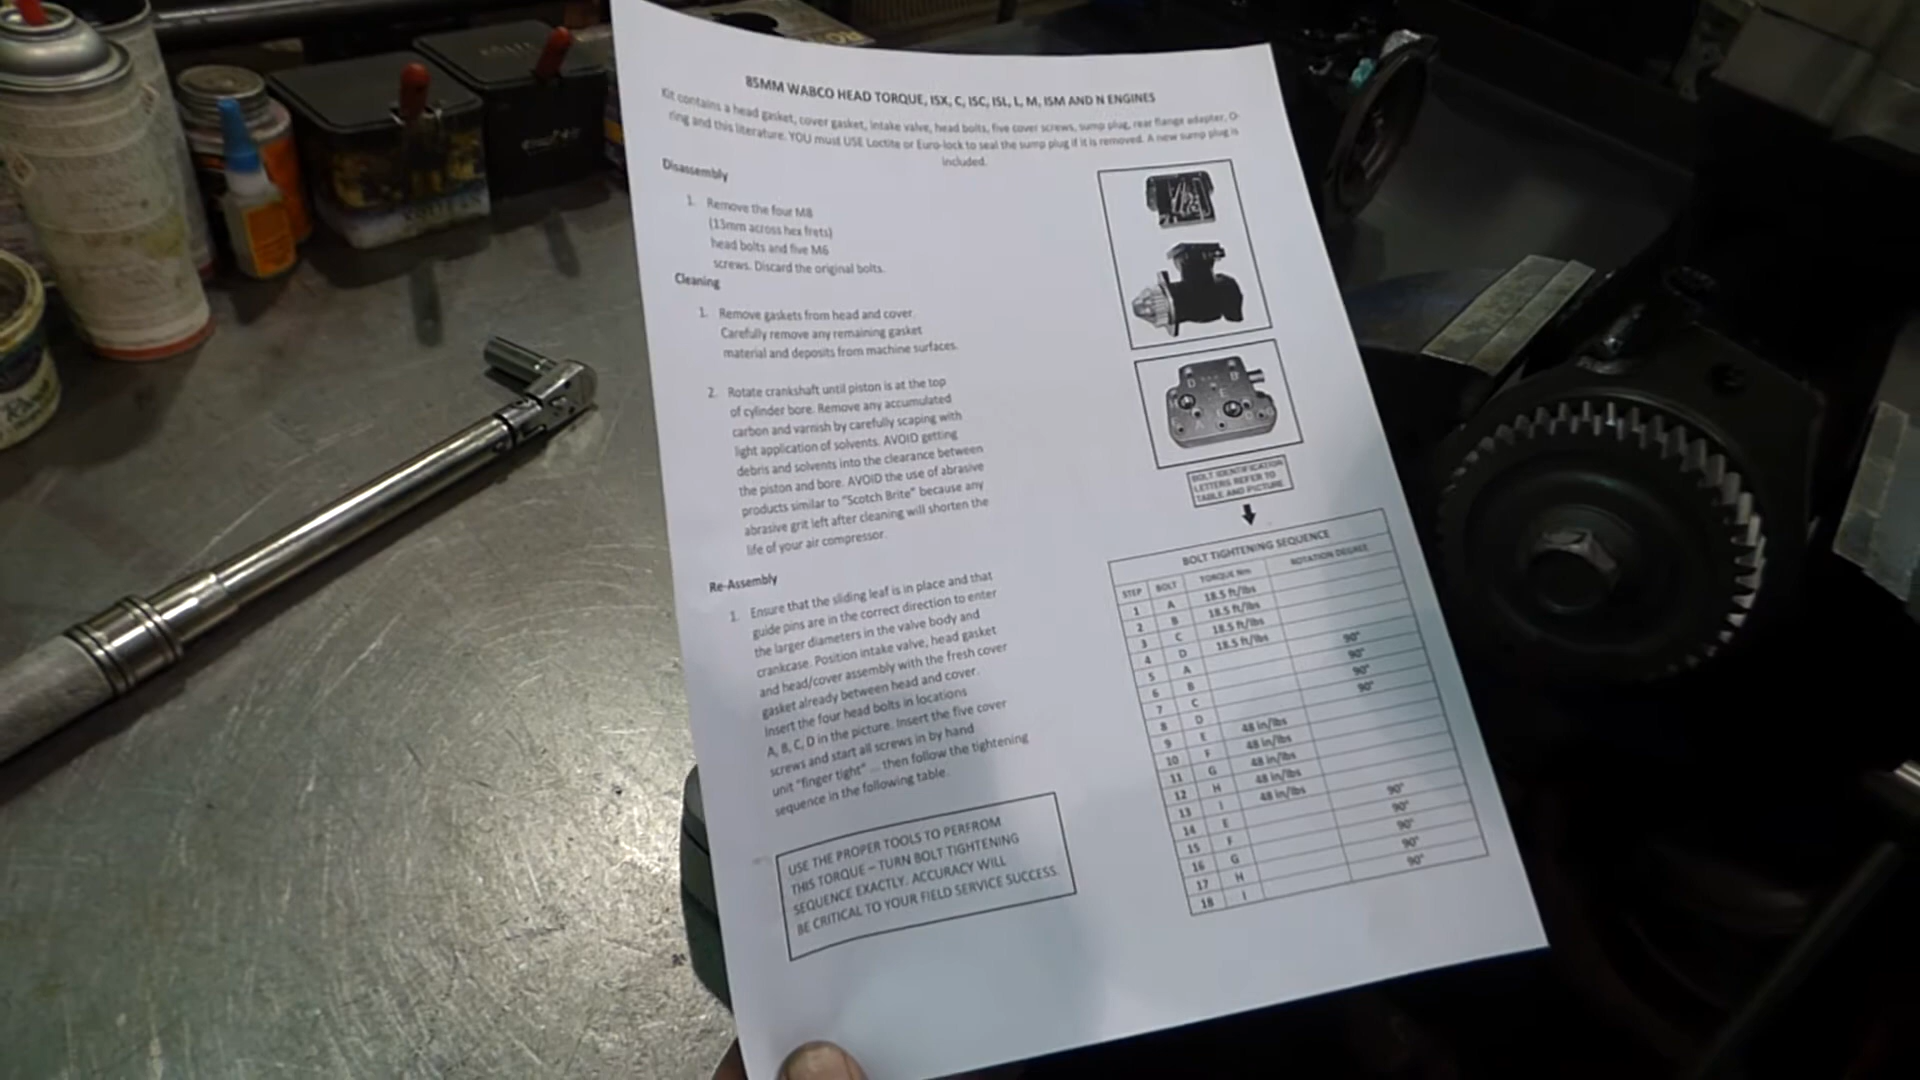 85MM WABCO HEAD TORQUE, ISX, C, ISC, ISL, L, M, ISM AND N ENGINES
Kit contains a head gasket, cover gasket, intake valve, head bolts, five cover screws, sump plug, rear flange adapter, O-
ring and this literature. YOU must USE Loctite or Euro-lock to seal the sump plug if it is removed. A new sump plug is
included.
Disassembly
1. Remove the four M8
(13mm across hex frets)
head bolts and five M6
screws. Discard the original bolts.
Cleaning
1. Remove gaskets from head and cover.
Carefully remove any remaining gasket
material and deposits from machine surfaces.
2. Rotate crankshaft until piston is at the top
of cylinder bore. Remove any accumulated
carbon and varnish by carefully scaping with
light application of solvents. AVOID getting
debris and solvents into the clearance between
the piston and bore. AVOID the use of abrasive
products similar to "Scotch Brite" because any
abrasive grit left after cleaning will shorten the
life of your air compressor.
Re-Assembly
1. Ensure that the sliding leaf is in place and that
guide pins are in the correct direction to enter
the larger diameters in the valve body and
crankcase. Position intake valve, head gasket
and head/cover assembly with the fresh cover
gasket already between head and cover.
Insert the four head bolts in locations
A, B, C, D in the picture. Insert the five cover
screws and start all screws in by hand
unit "finger tight" ... then follow the tightening
sequence in the following table.
USE THE PROPER TOOLS TO PERFROM
THIS TORQUE – TURN BOLT TIGHTENING
SEQUENCE EXACTLY. ACCURACY WILL
BE CRITICAL TO YOUR FIELD SERVICE SUCCESS.
BOLT IDENTIFICATION
LETTERS REFER TO
TABLE AND PICTURE
BOLT TIGHTENING SEQUENCE
STEP BOLT TORQUE Nm ROTATION DEGREE
1 A 18.5 ft/lbs
2 B 18.5 ft/lbs
3 C 18.5 ft/lbs
4 D 18.5 ft/lbs
5 A 90°
6 B 90°
7 C 90°
8 D 90°
9 E 48 in/lbs
10 F 48 in/lbs
11 G 48 in/lbs
12 H 48 in/lbs
13 I 48 in/lbs
14 E 90°
15 F 90°
16 G 90°
17 H 90°
18 I 90°